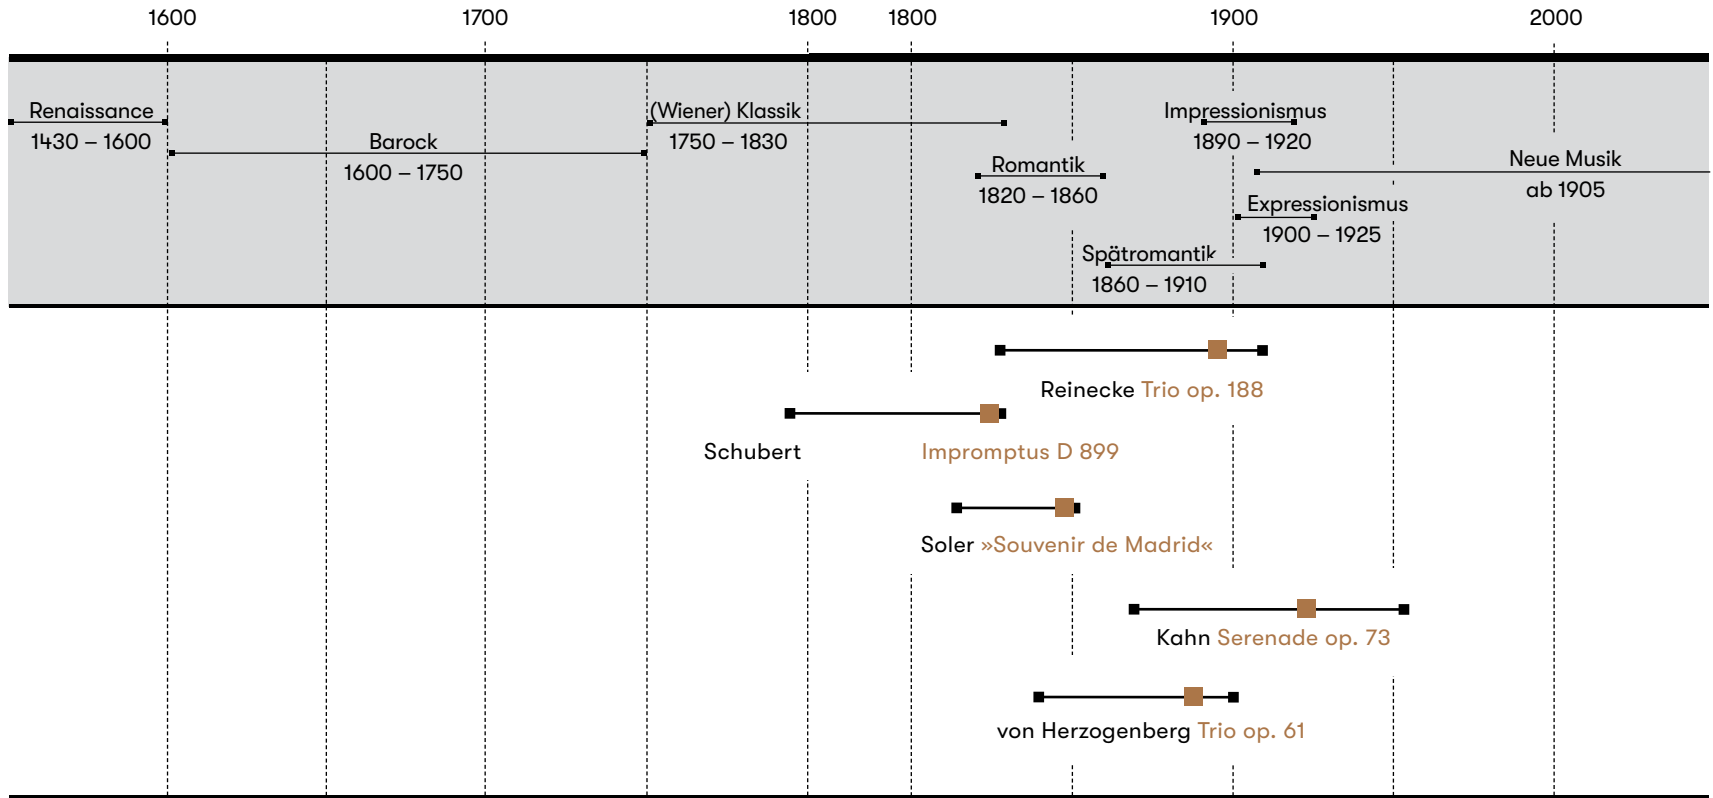 1600 1700 1800 1800 1900 2000
Renaissance
1430 – 1600
Barock
1600 – 1750
(Wiener) Klassik
1750 – 1830
Romantik
1820 – 1860
Spätromantik
1860 – 1910
Impressionismus
1890 – 1920
Expressionismus
1900 – 1925
Neue Musik
ab 1905
Reinecke Trio op. 188
Schubert Impromptus D 899
Soler »Souvenir de Madrid«
Kahn Serenade op. 73
von Herzogenberg Trio op. 61